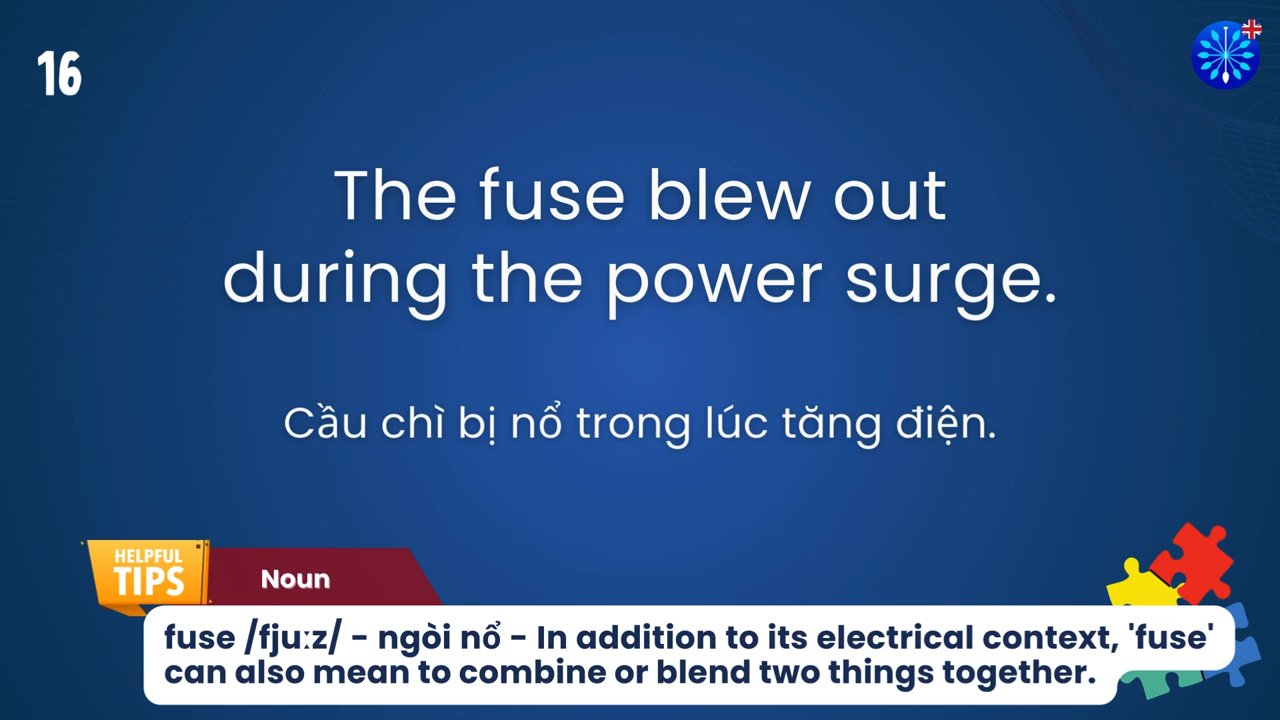 16
The fuse blew out
during the power surge.
Cầu chì bị nổ trong lúc tăng điện.
HELPFUL
TIPS
Noun
fuse /fjuːz/ - ngòi nổ - In addition to its electrical context, 'fuse'
can also mean to combine or blend two things together.